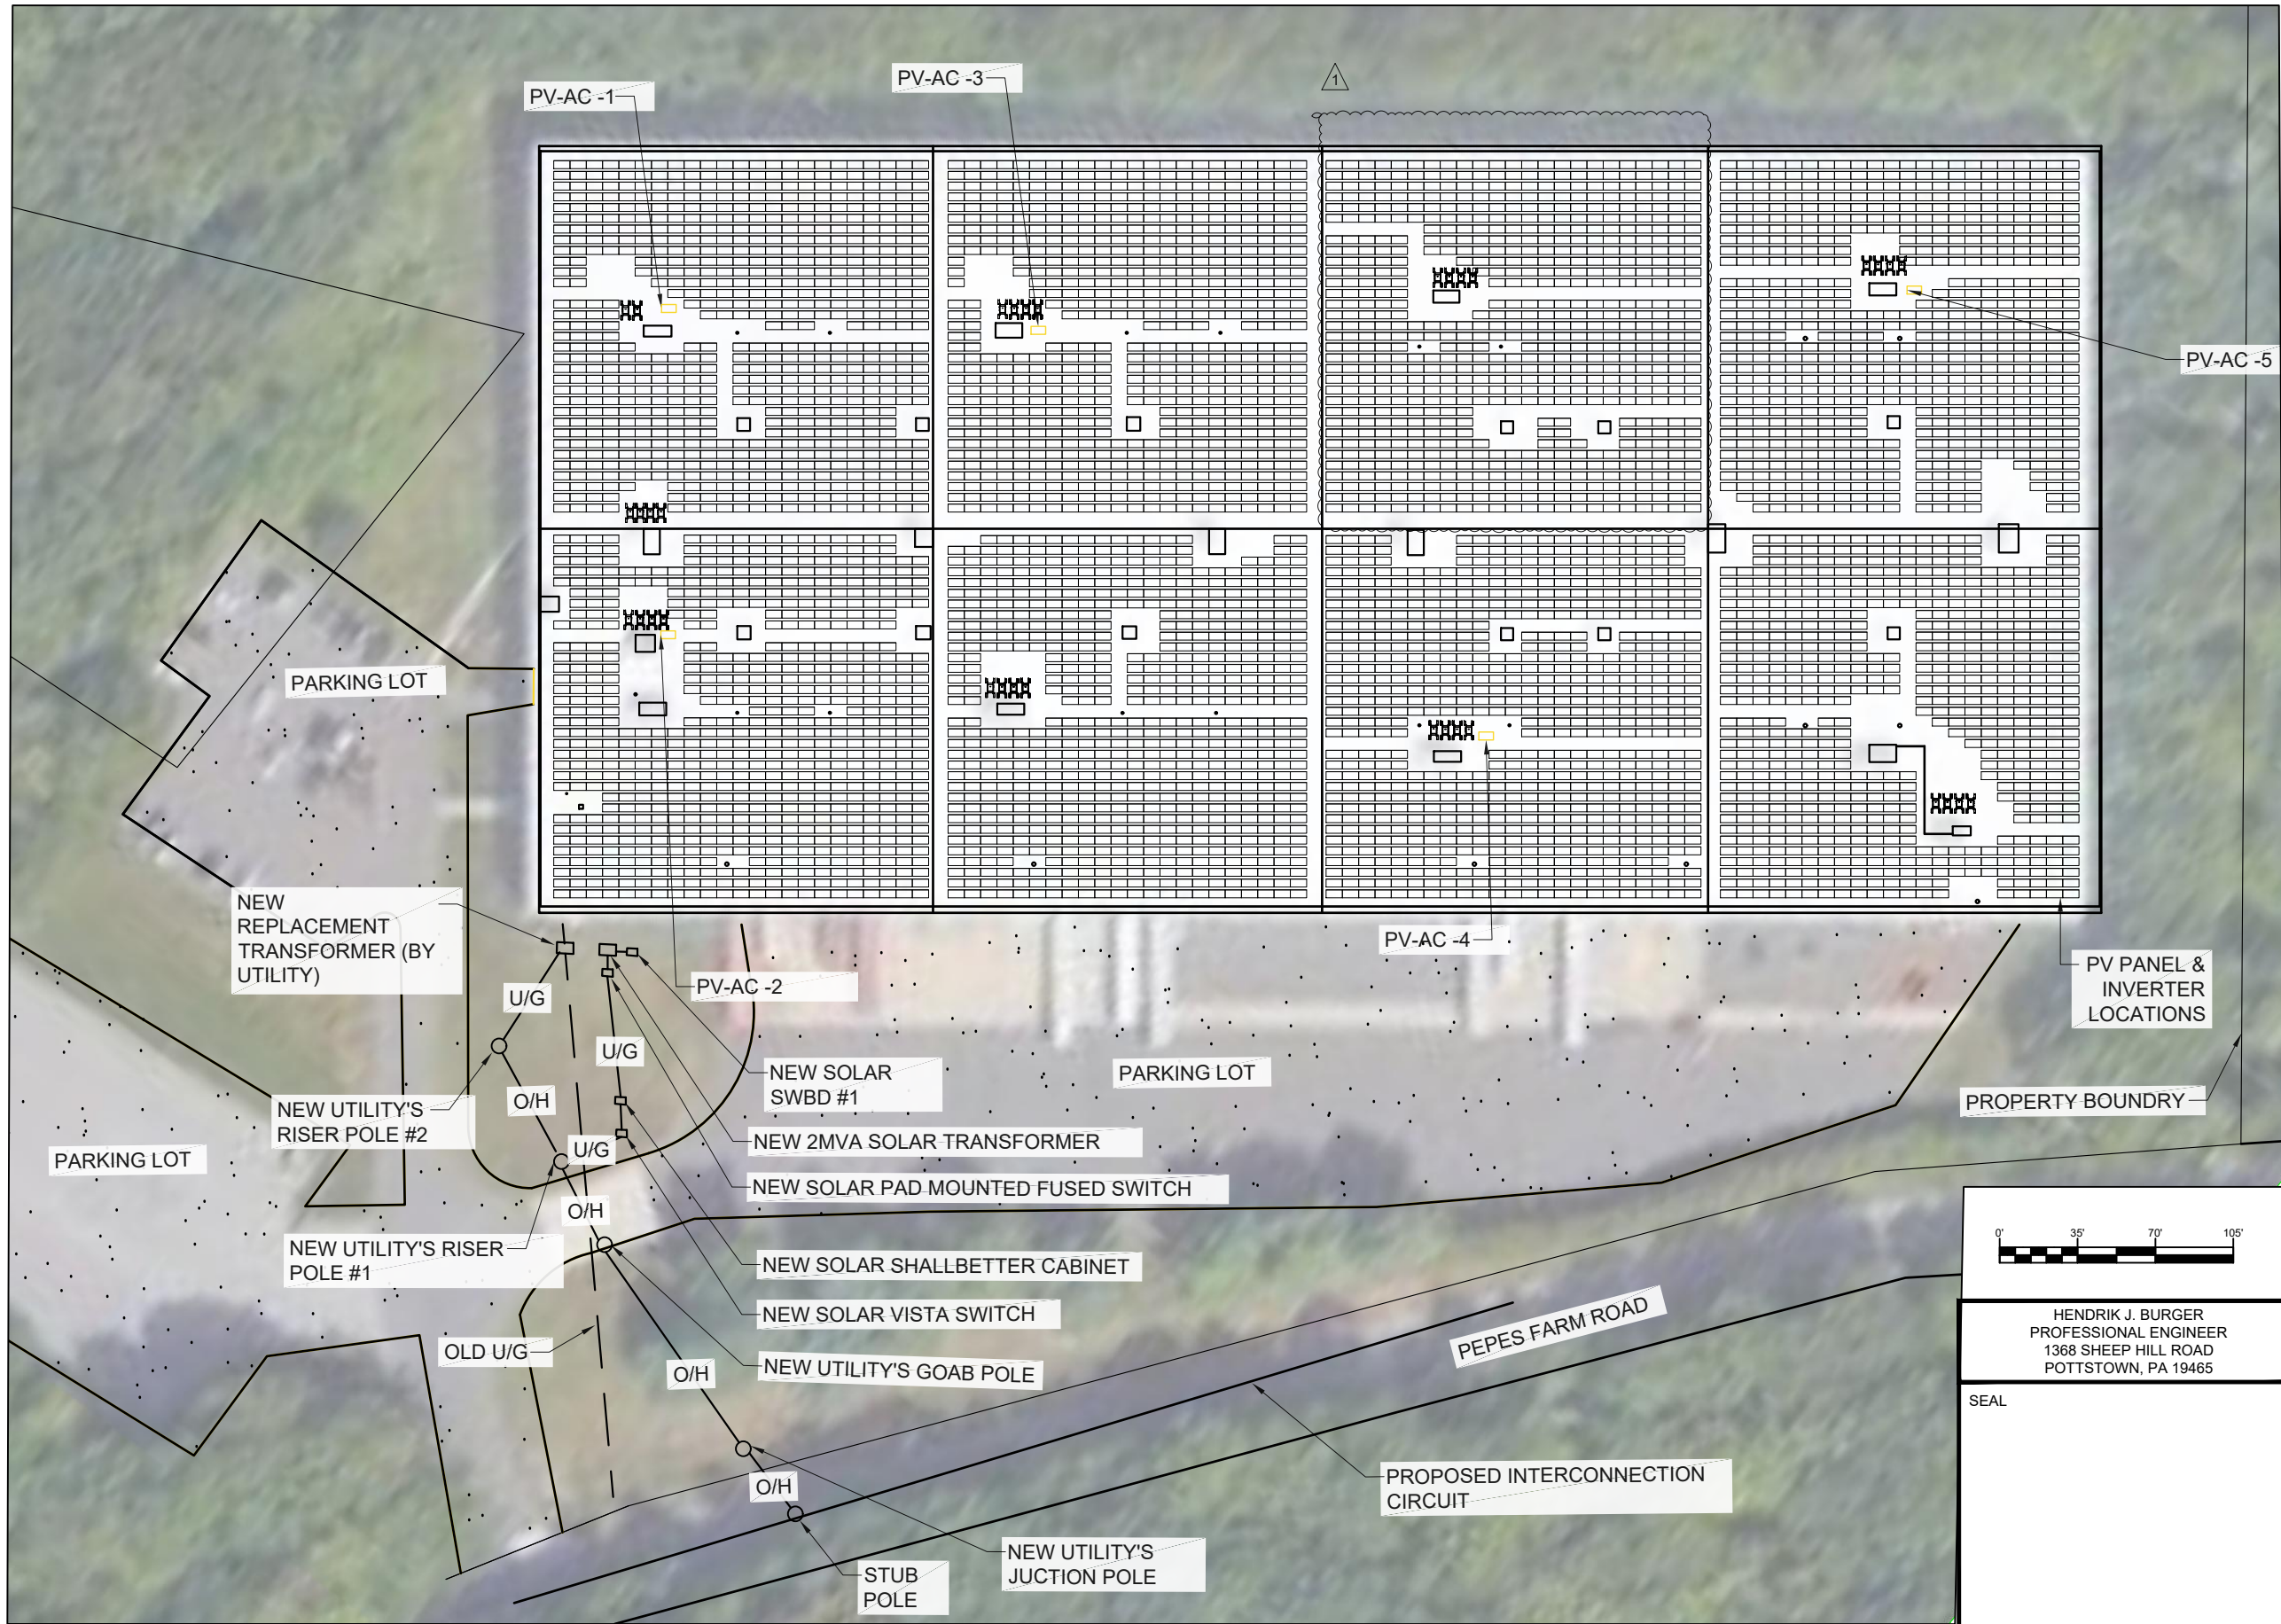 PV-AC -1
PV-AC -3
1
PV-AC -5
PARKING LOT
NEW
REPLACEMENT
TRANSFORMER (BY
UTILITY)
PV-AC -4
PV-AC -2
PV PANEL &
INVERTER
LOCATIONS
U/G
U/G
NEW SOLAR
SWBD #1
PARKING LOT
O/H
NEW UTILITY'S
RISER POLE #2
PROPERTY BOUNDRY
U/G
NEW 2MVA SOLAR TRANSFORMER
PARKING LOT
NEW SOLAR PAD MOUNTED FUSED SWITCH
O/H
NEW UTILITY'S RISER
POLE #1
NEW SOLAR SHALLBETTER CABINET
NEW SOLAR VISTA SWITCH
OLD U/G
O/H
NEW UTILITY'S GOAB POLE
PEPES FARM ROAD
O/H
PROPOSED INTERCONNECTION
CIRCUIT
NEW UTILITY'S
JUCTION POLE
STUB
POLE
0' 35' 70' 105'
HENDRIK J. BURGER
PROFESSIONAL ENGINEER
1368 SHEEP HILL ROAD
POTTSTOWN, PA 19465
SEAL